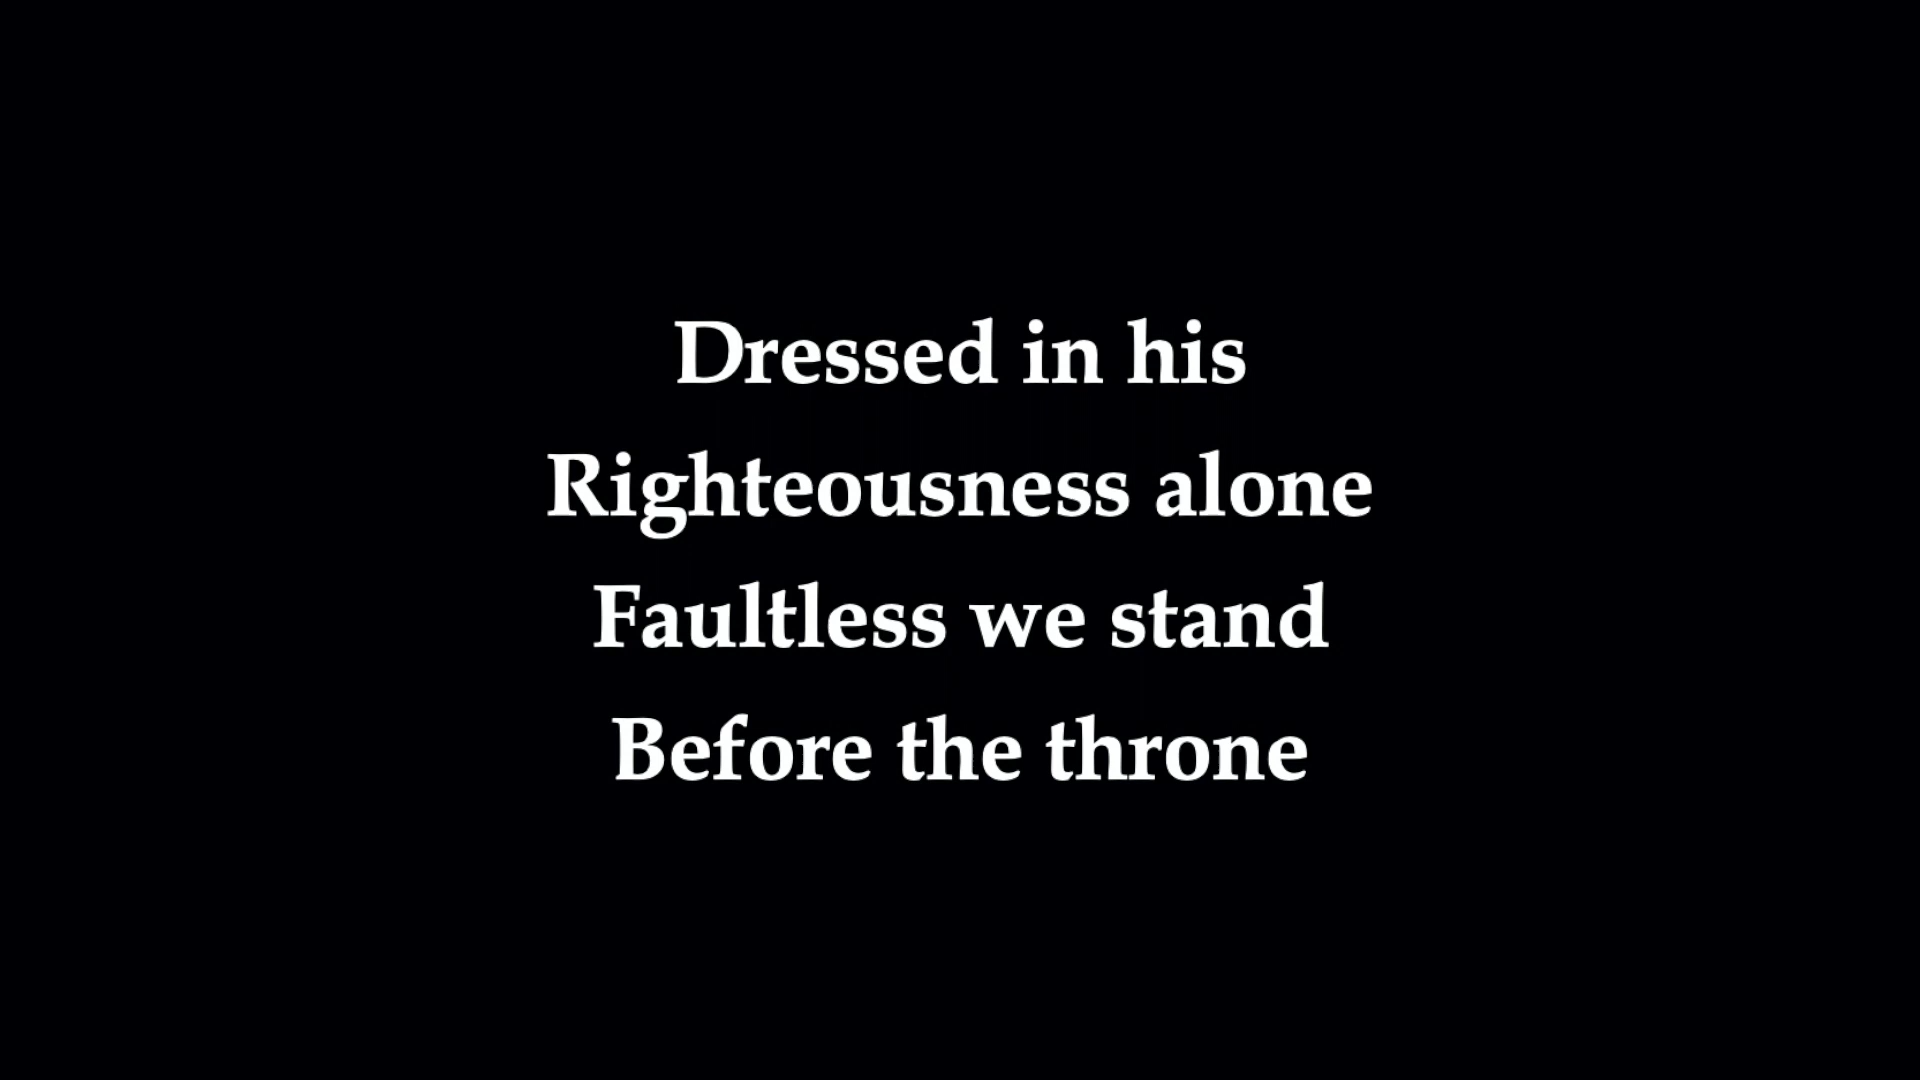 Dressed in his
Righteousness alone
Faultless we stand
Before the throne